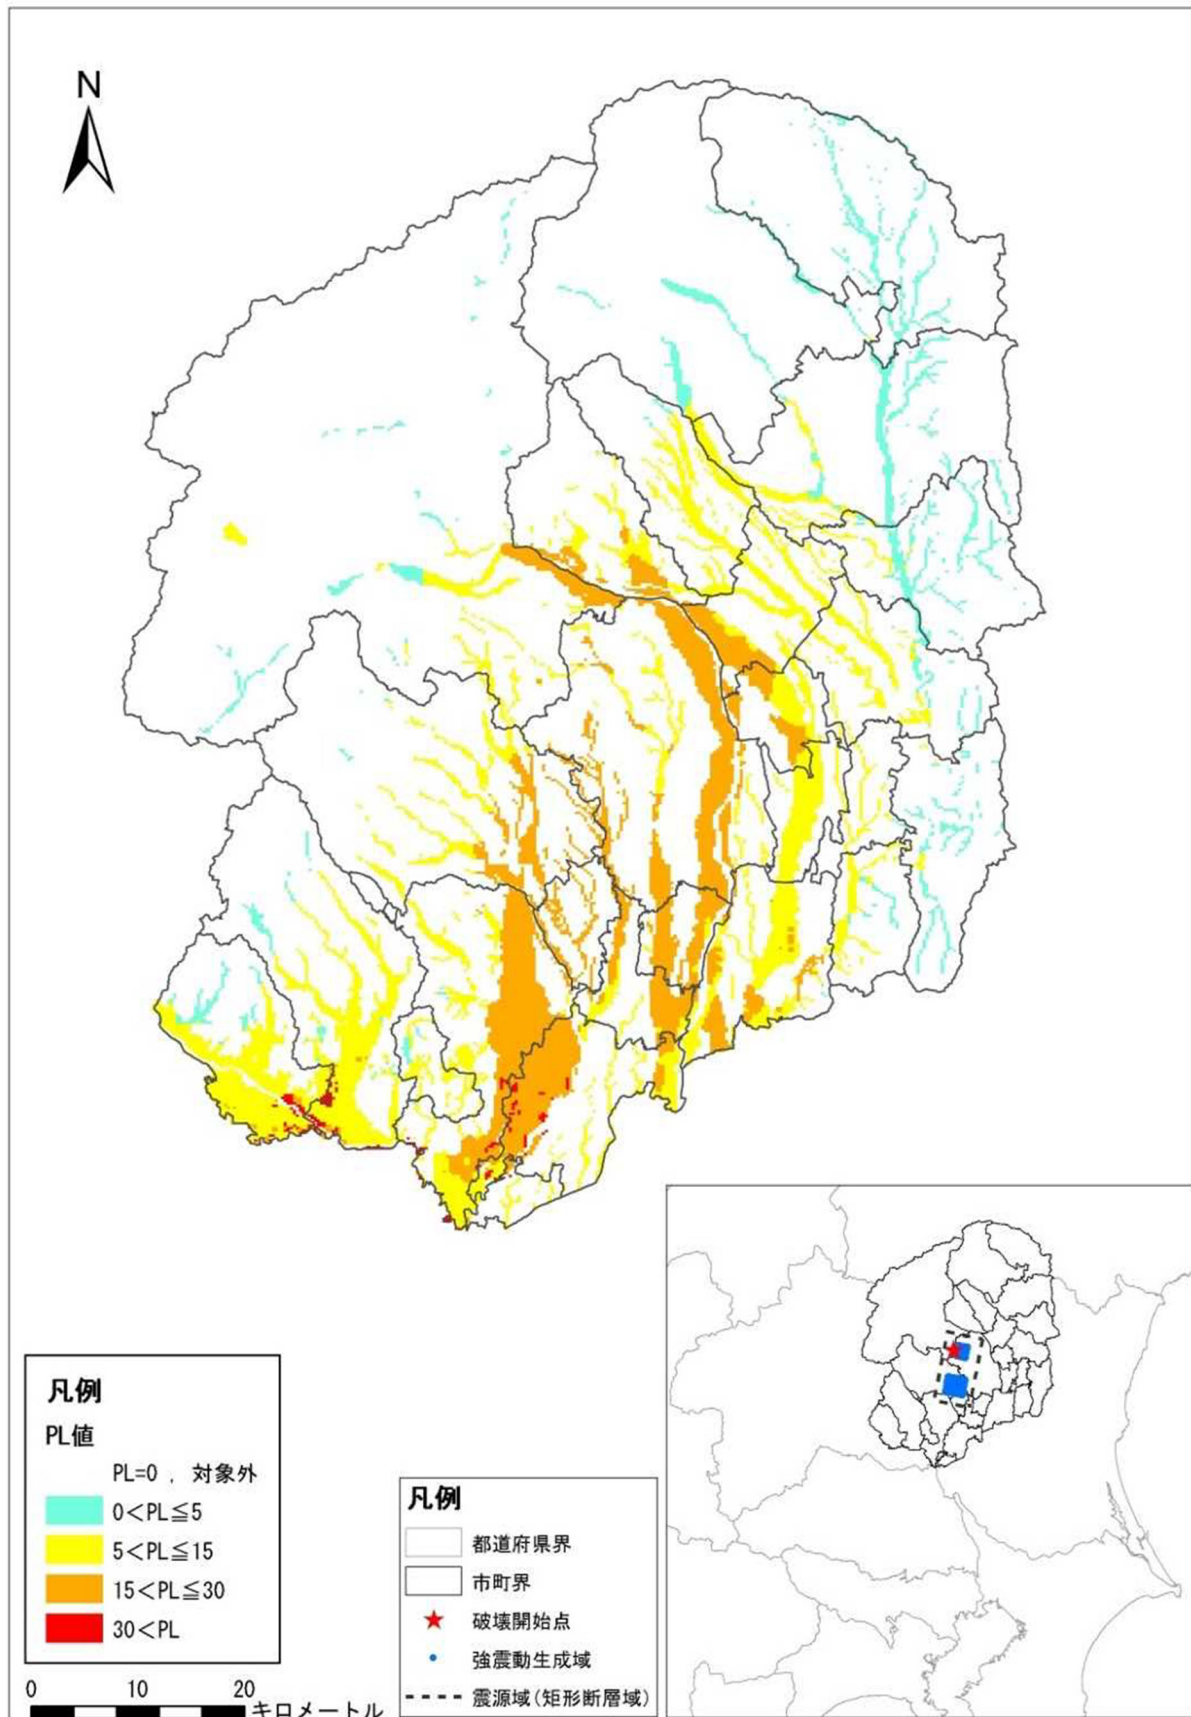 N
凡例
PL値
PL=0 , 対象外
0<PL≦5
5<PL≦15
15<PL≦30
30<PL
0 10 20
キロメートル
凡例
都道府県界
市町界
破壊開始点
強震動生成域
震源域(矩形断層域)